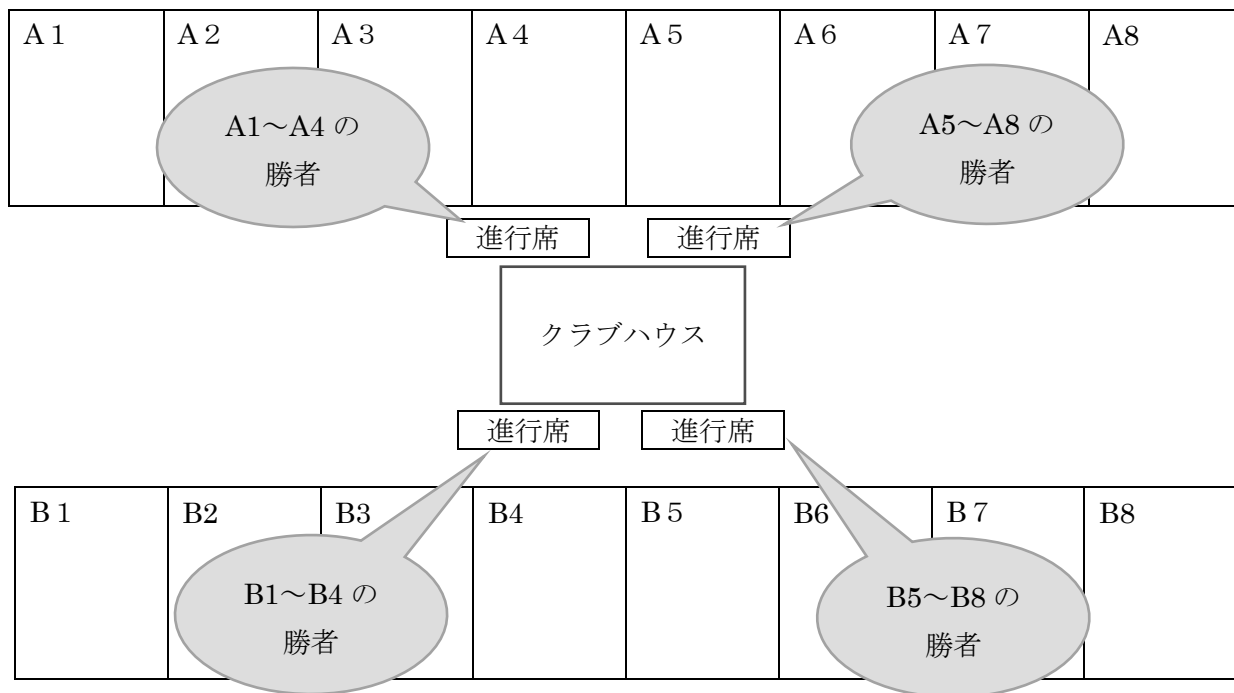 A１ A２ A３ A４ A５ A６ A７ A8
A1～A4 の
勝者
A5～A8 の
勝者
進行席 進行席
クラブハウス
進行席 進行席
B１ B2 B3 B4 B５ B6 B７ B8
B1～B4 の
勝者
B5～B8 の
勝者